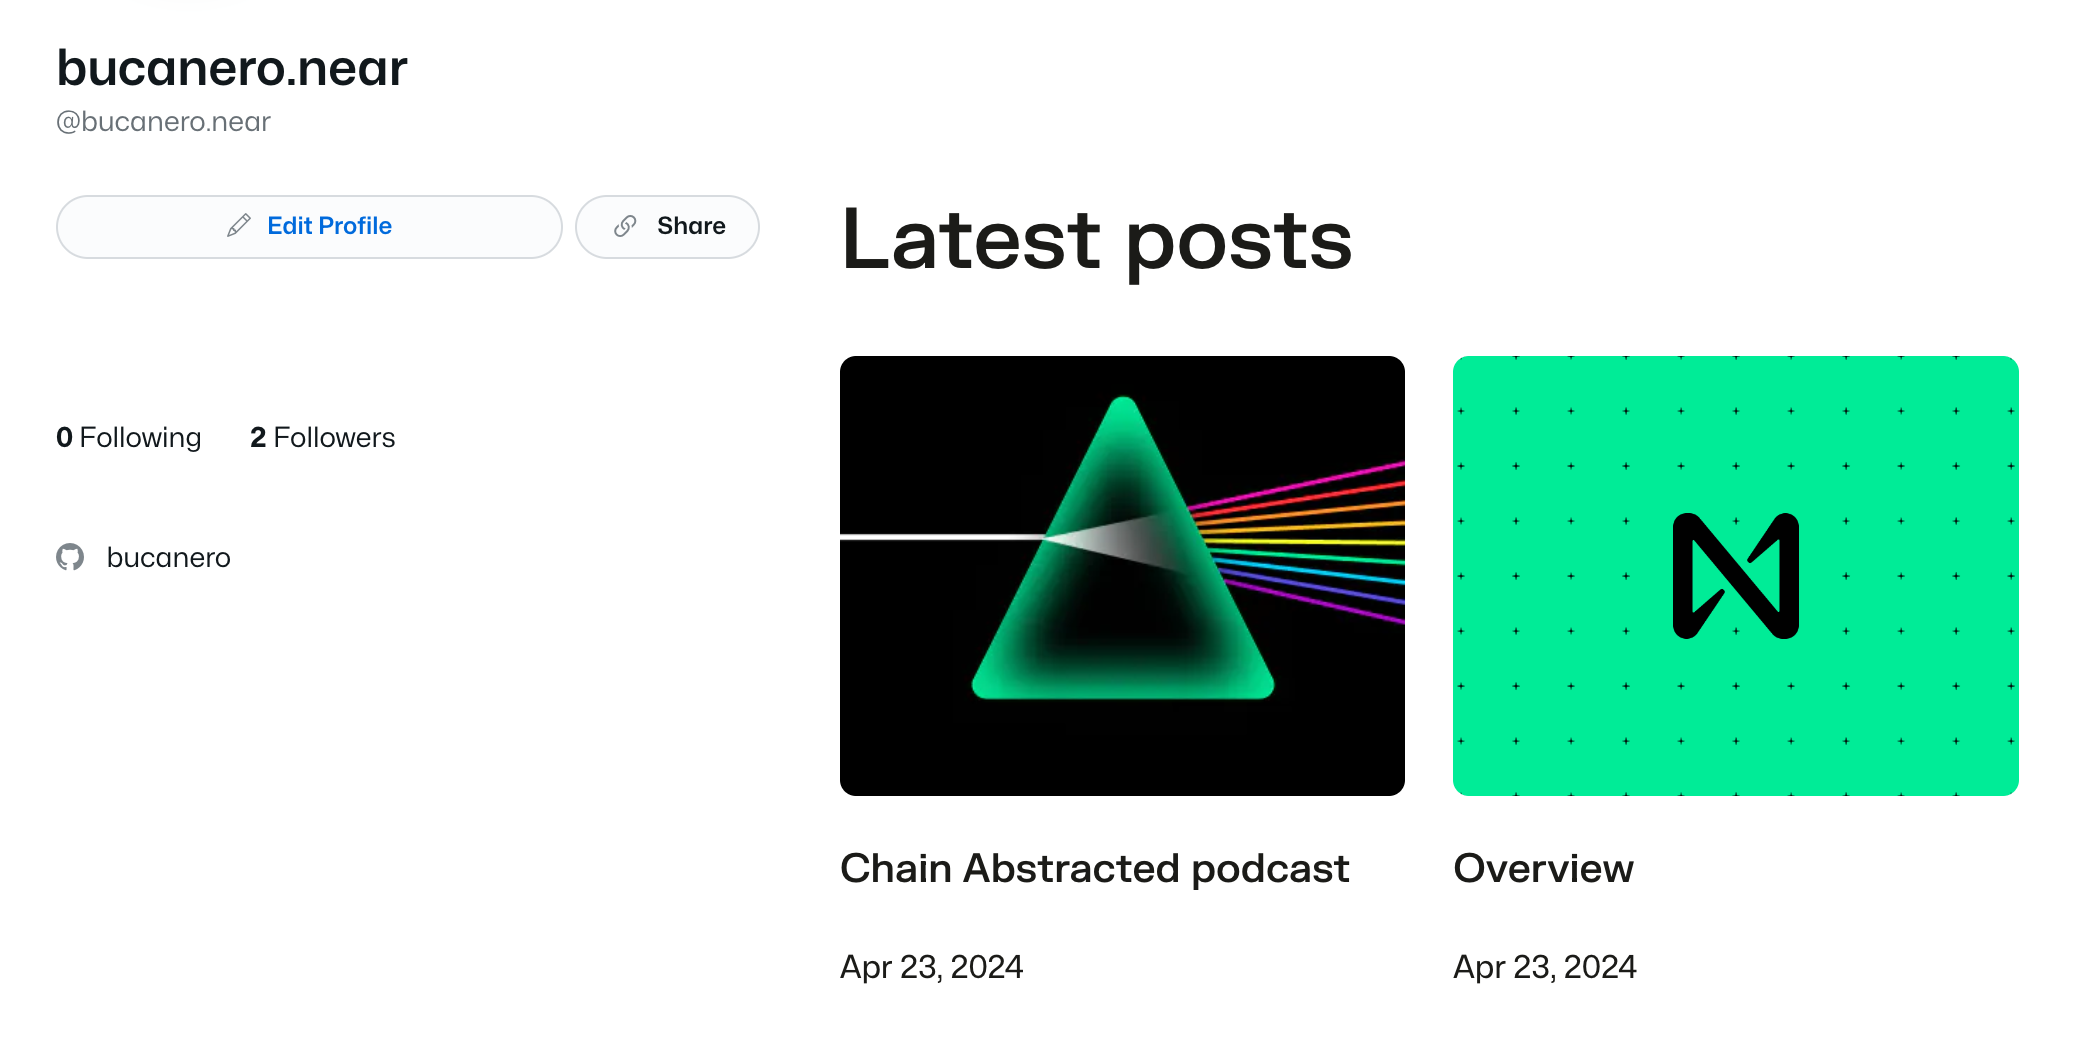 bucanero.near
@bucanero.near
Edit Profile
Share
0 Following
2 Followers
bucanero
Latest posts
Chain Abstracted podcast
Apr 23, 2024
Overview
Apr 23, 2024